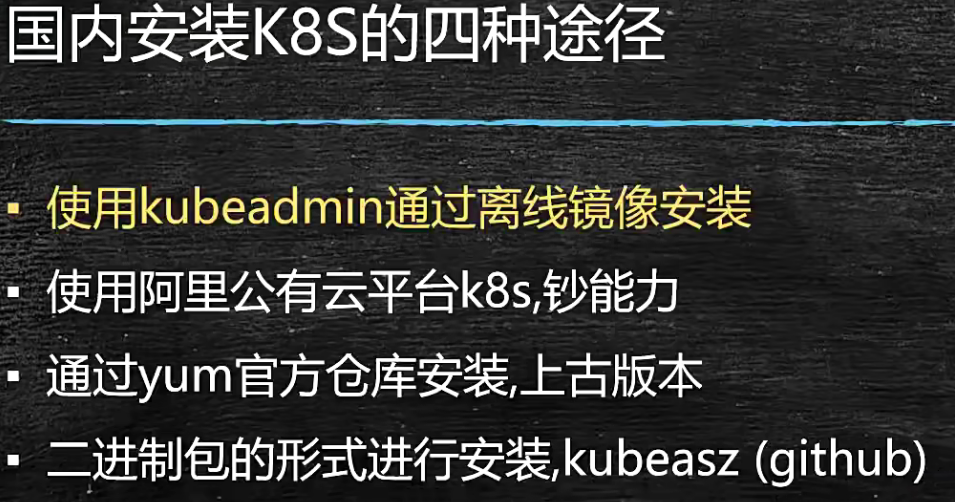 国内安装K8S的四种途径
使用kubeadmin通过离线镜像安装
使用阿里公有云平台k8s,钞能力
通过yum官方仓库安装,上古版本
二进制包的形式进行安装,kubeasz (github)